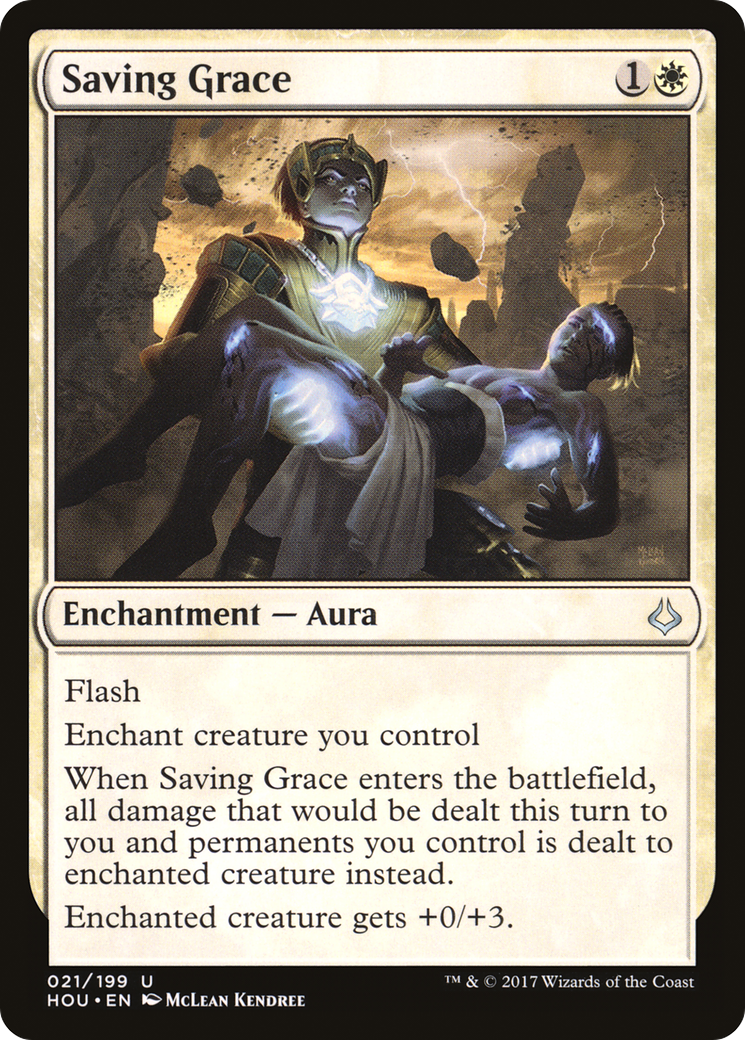 Saving Grace 1
Enchantment — Aura
Flash
Enchant creature you control
When Saving Grace enters the battlefield,
all damage that would be dealt this turn to
you and permanents you control is dealt to
enchanted creature instead.
Enchanted creature gets +0/+3.
021/199 U
™ & © 2017 Wizards of the Coast
HOU • EN McLean Kendree